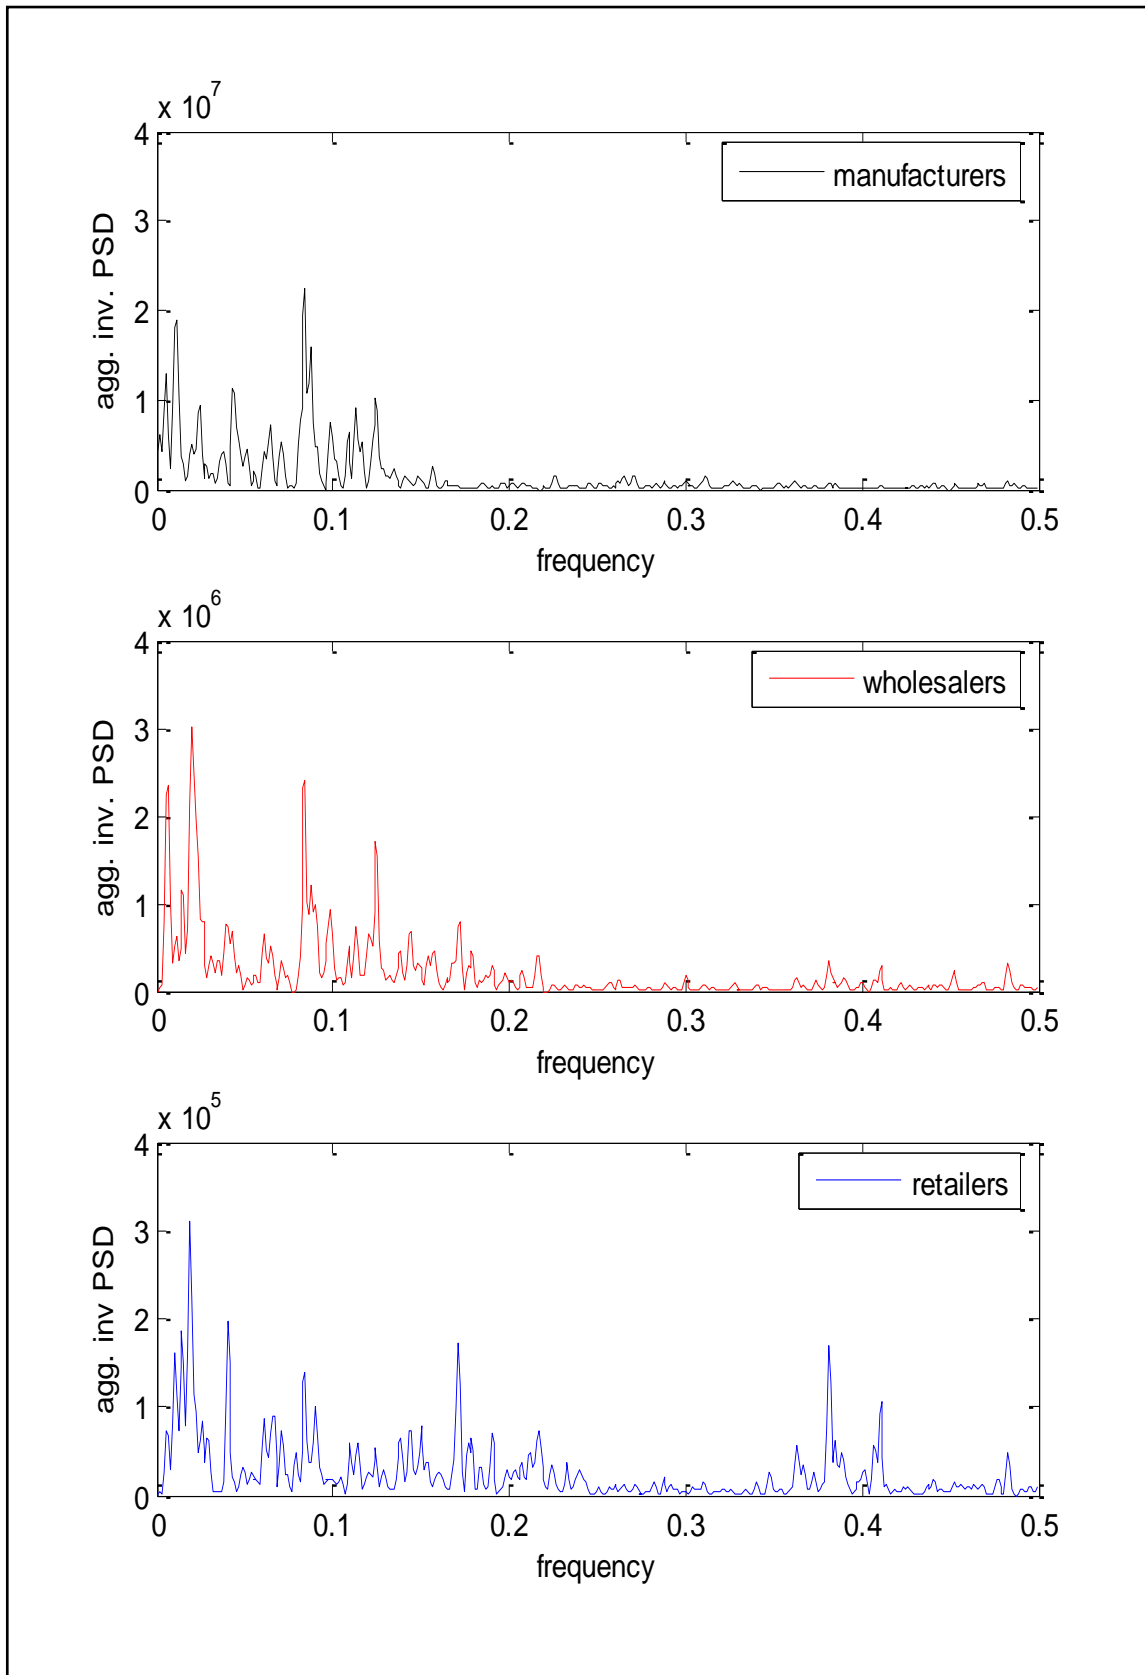 x 10^7
4
3
2
1
0
agg. inv. PSD
manufacturers
0 0.1 0.2 0.3 0.4 0.5
frequency
x 10^6
4
3
2
1
0
agg. inv. PSD
wholesalers
0 0.1 0.2 0.3 0.4 0.5
frequency
x 10^5
4
3
2
1
0
agg. inv PSD
retailers
0 0.1 0.2 0.3 0.4 0.5
frequency